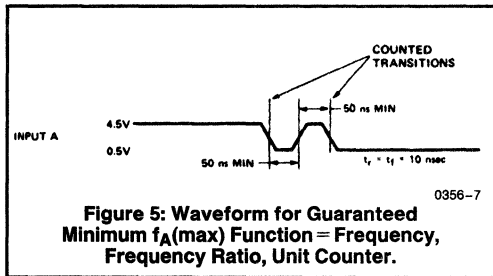 COUNTED
TRANSITIONS
50 ns MIN
INPUT A
4.5V
0.5V
50 ns MIN
tr = tf = 10 nsec
0356-7
Figure 5: Waveform for Guaranteed
Minimum fA(max) Function = Frequency,
Frequency Ratio, Unit Counter.